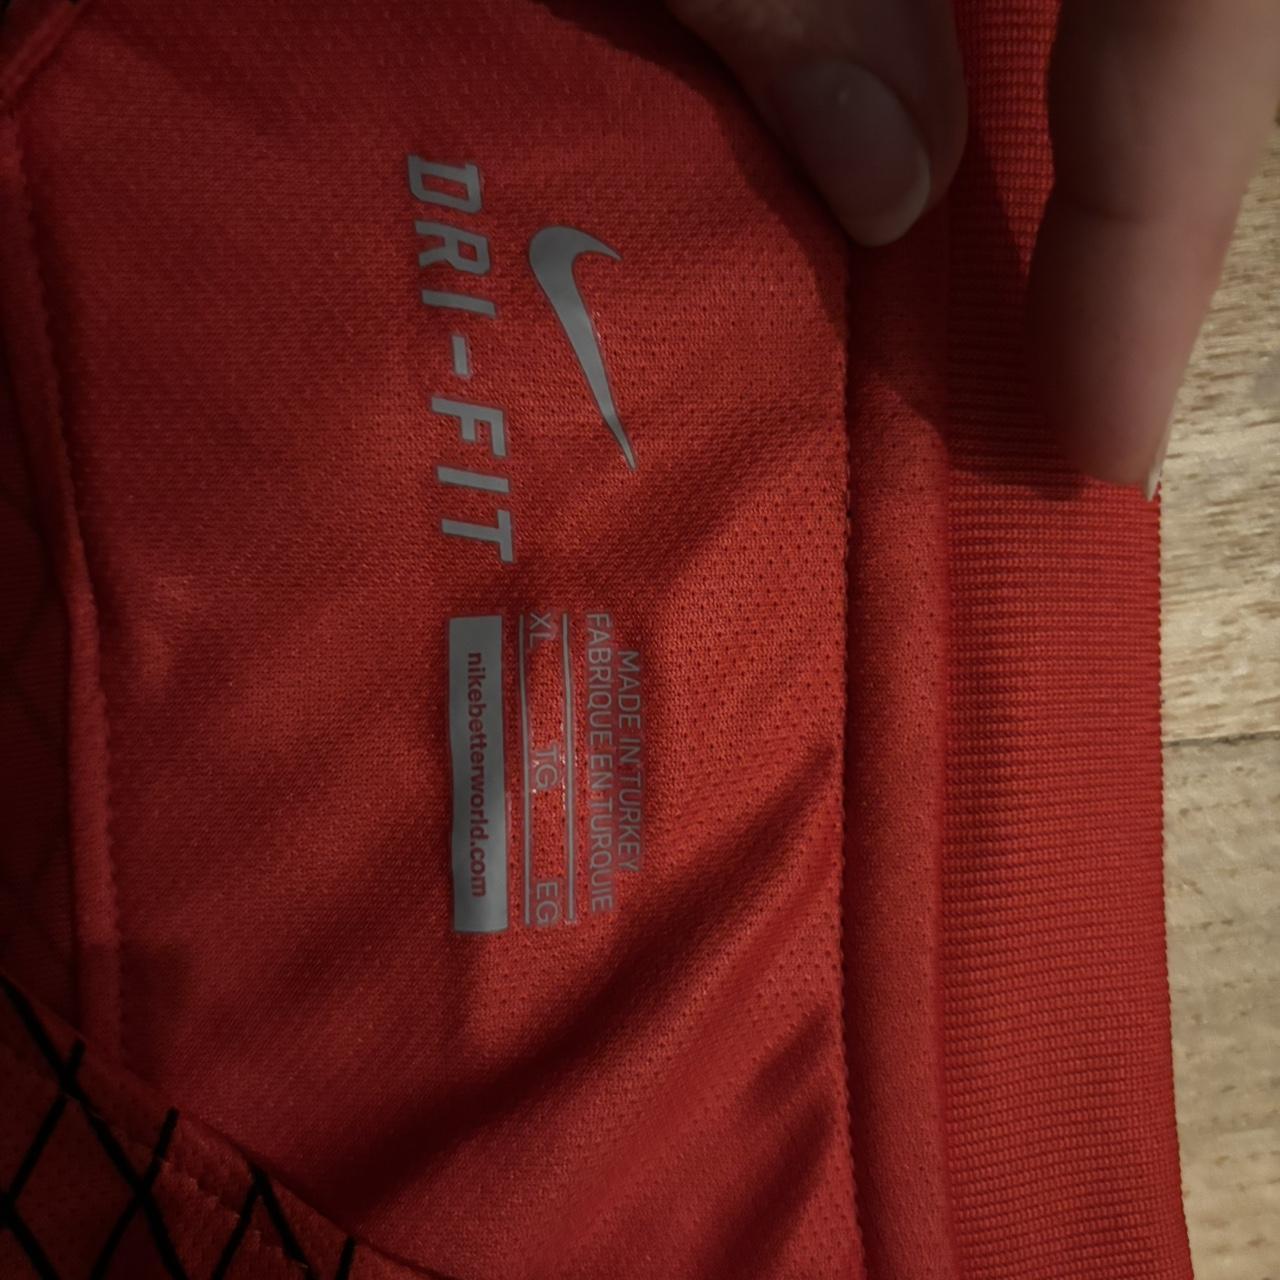 DRI-FIT
MADE IN TURKEY
FABRIQUE EN TURQUIE
XL TG EG
nikebetterworld.com